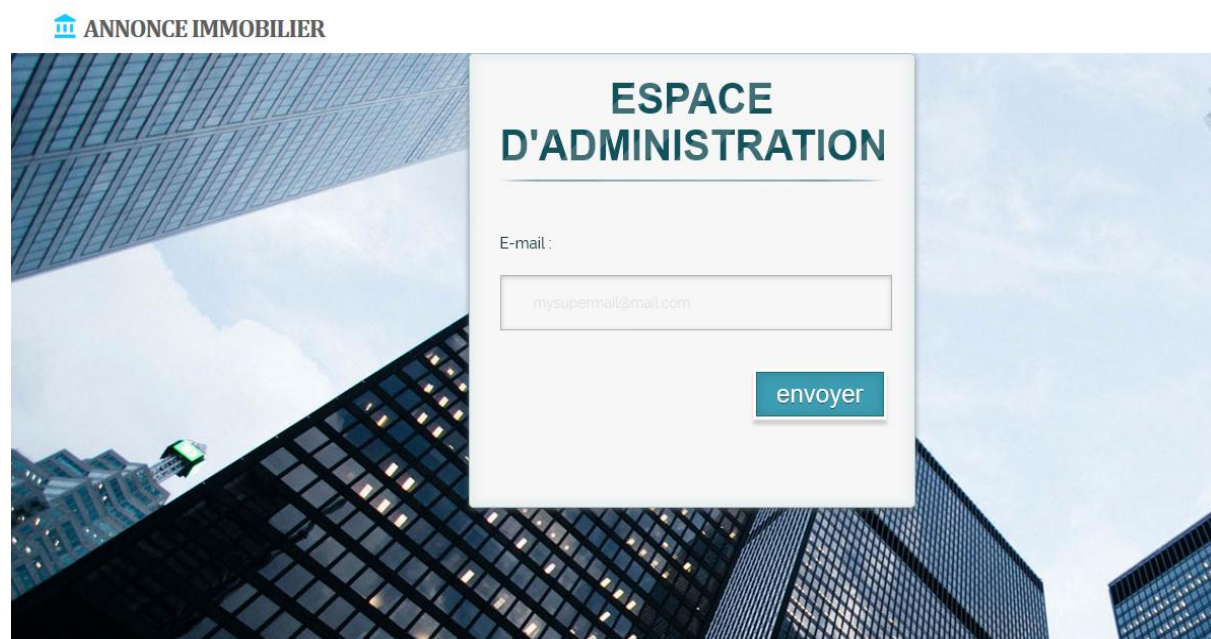 ANNONCE IMMOBILIER
ESPACE
D'ADMINISTRATION
E-mail :
mysupermail@mail.com
envoyer